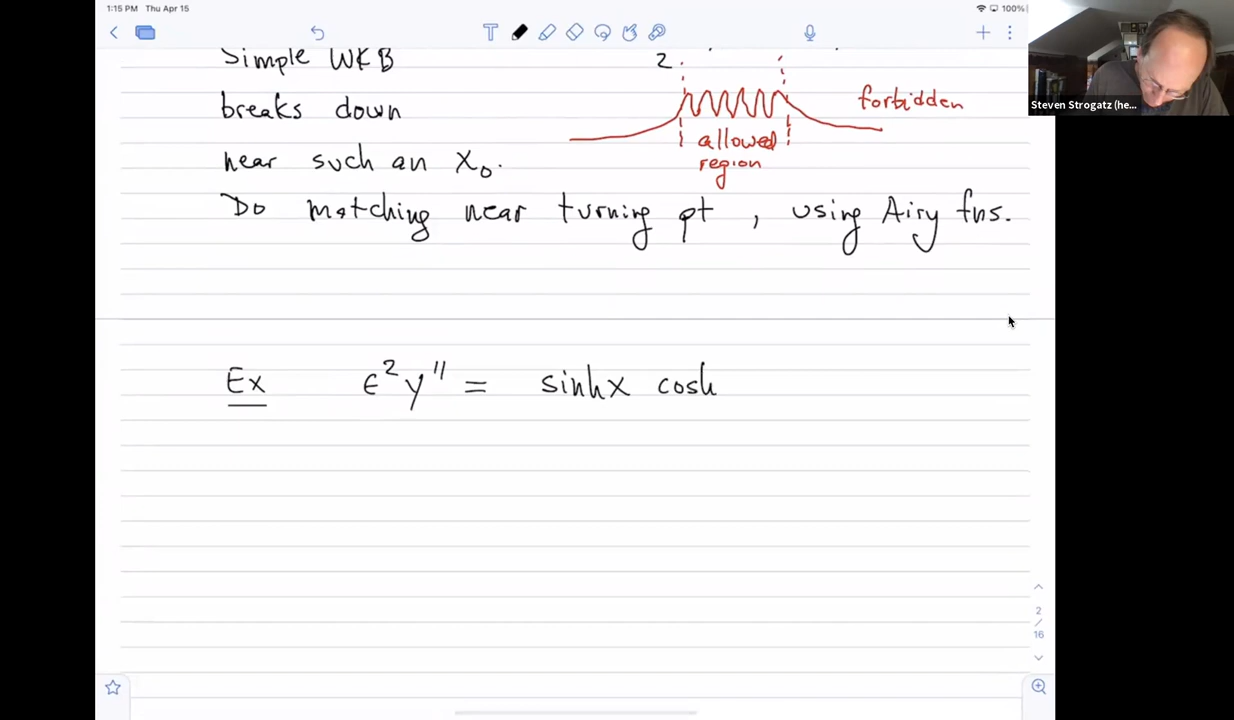 1:15 PM Thu Apr 15
100%
Simple WKB
2.
breaks down
forbidden
allowed
near such an x₀.
region
Do matching near turning pt, using Airy fns.
Ex ϵ²y'' = sinhx cosh
2
/
16
Steven Strogatz (he...